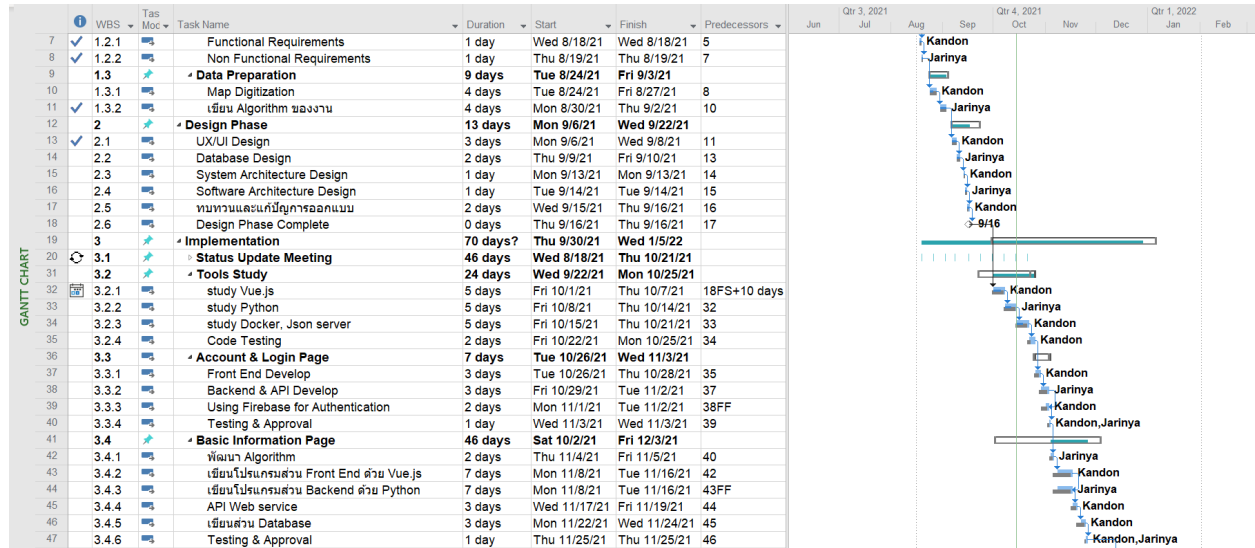 GANTT CHART
WBS Tas Moc Task Name Duration Start Finish Predecessors
Qtr 3, 2021 Qtr 4, 2021 Qtr 1, 2022
Jun Jul Aug Sep Oct Nov Dec Jan Feb
7 1.2.1 Functional Requirements 1 day Wed 8/18/21 Wed 8/18/21 5 Kandon
8 1.2.2 Non Functional Requirements 1 day Thu 8/19/21 Thu 8/19/21 7 Jarinya
9 1.3 Data Preparation 9 days Tue 8/24/21 Fri 9/3/21
10 1.3.1 Map Digitization 4 days Tue 8/24/21 Fri 8/27/21 8 Kandon
11 1.3.2 เขียน Algorithm ของงาน 4 days Mon 8/30/21 Thu 9/2/21 10 Jarinya
12 2 Design Phase 13 days Mon 9/6/21 Wed 9/22/21
13 2.1 UX/UI Design 3 days Mon 9/6/21 Wed 9/8/21 11 Kandon
14 2.2 Database Design 2 days Thu 9/9/21 Fri 9/10/21 13 Jarinya
15 2.3 System Architecture Design 1 day Mon 9/13/21 Mon 9/13/21 14 Kandon
16 2.4 Software Architecture Design 1 day Tue 9/14/21 Tue 9/14/21 15 Jarinya
17 2.5 ทบทวนและแก้ปัญการออกแบบ 2 days Wed 9/15/21 Thu 9/16/21 16 Kandon
18 2.6 Design Phase Complete 0 days Thu 9/16/21 Thu 9/16/21 17 9/16
19 3 Implementation 70 days? Thu 9/30/21 Wed 1/5/22
20 3.1 Status Update Meeting 46 days Wed 8/18/21 Thu 10/21/21
31 3.2 Tools Study 24 days Wed 9/22/21 Mon 10/25/21
32 3.2.1 study Vue.js 5 days Fri 10/1/21 Thu 10/7/21 18FS+10 days Kandon
33 3.2.2 study Python 5 days Fri 10/8/21 Thu 10/14/21 32 Jarinya
34 3.2.3 study Docker, Json server 5 days Fri 10/15/21 Thu 10/21/21 33 Kandon
35 3.2.4 Code Testing 2 days Fri 10/22/21 Mon 10/25/21 34 Kandon
36 3.3 Account & Login Page 7 days Tue 10/26/21 Wed 11/3/21
37 3.3.1 Front End Develop 3 days Tue 10/26/21 Thu 10/28/21 35 Kandon
38 3.3.2 Backend & API Develop 3 days Fri 10/29/21 Tue 11/2/21 37 Jarinya
39 3.3.3 Using Firebase for Authentication 2 days Mon 11/1/21 Tue 11/2/21 38FF Kandon
40 3.3.4 Testing & Approval 1 day Wed 11/3/21 Wed 11/3/21 39 Kandon,Jarinya
41 3.4 Basic Information Page 46 days Sat 10/2/21 Fri 12/3/21
42 3.4.1 พัฒนา Algorithm 2 days Thu 11/4/21 Fri 11/5/21 40 Jarinya
43 3.4.2 เขียนโปรแกรมส่วน Front End ด้วย Vue.js 7 days Mon 11/8/21 Tue 11/16/21 42 Kandon
44 3.4.3 เขียนโปรแกรมส่วน Backend ด้วย Python 7 days Mon 11/8/21 Tue 11/16/21 43FF Jarinya
45 3.4.4 API Web service 3 days Wed 11/17/21 Fri 11/19/21 44 Kandon
46 3.4.5 เขียนส่วน Database 3 days Mon 11/22/21 Wed 11/24/21 45 Kandon
47 3.4.6 Testing & Approval 1 day Thu 11/25/21 Thu 11/25/21 46 Kandon,Jarinya